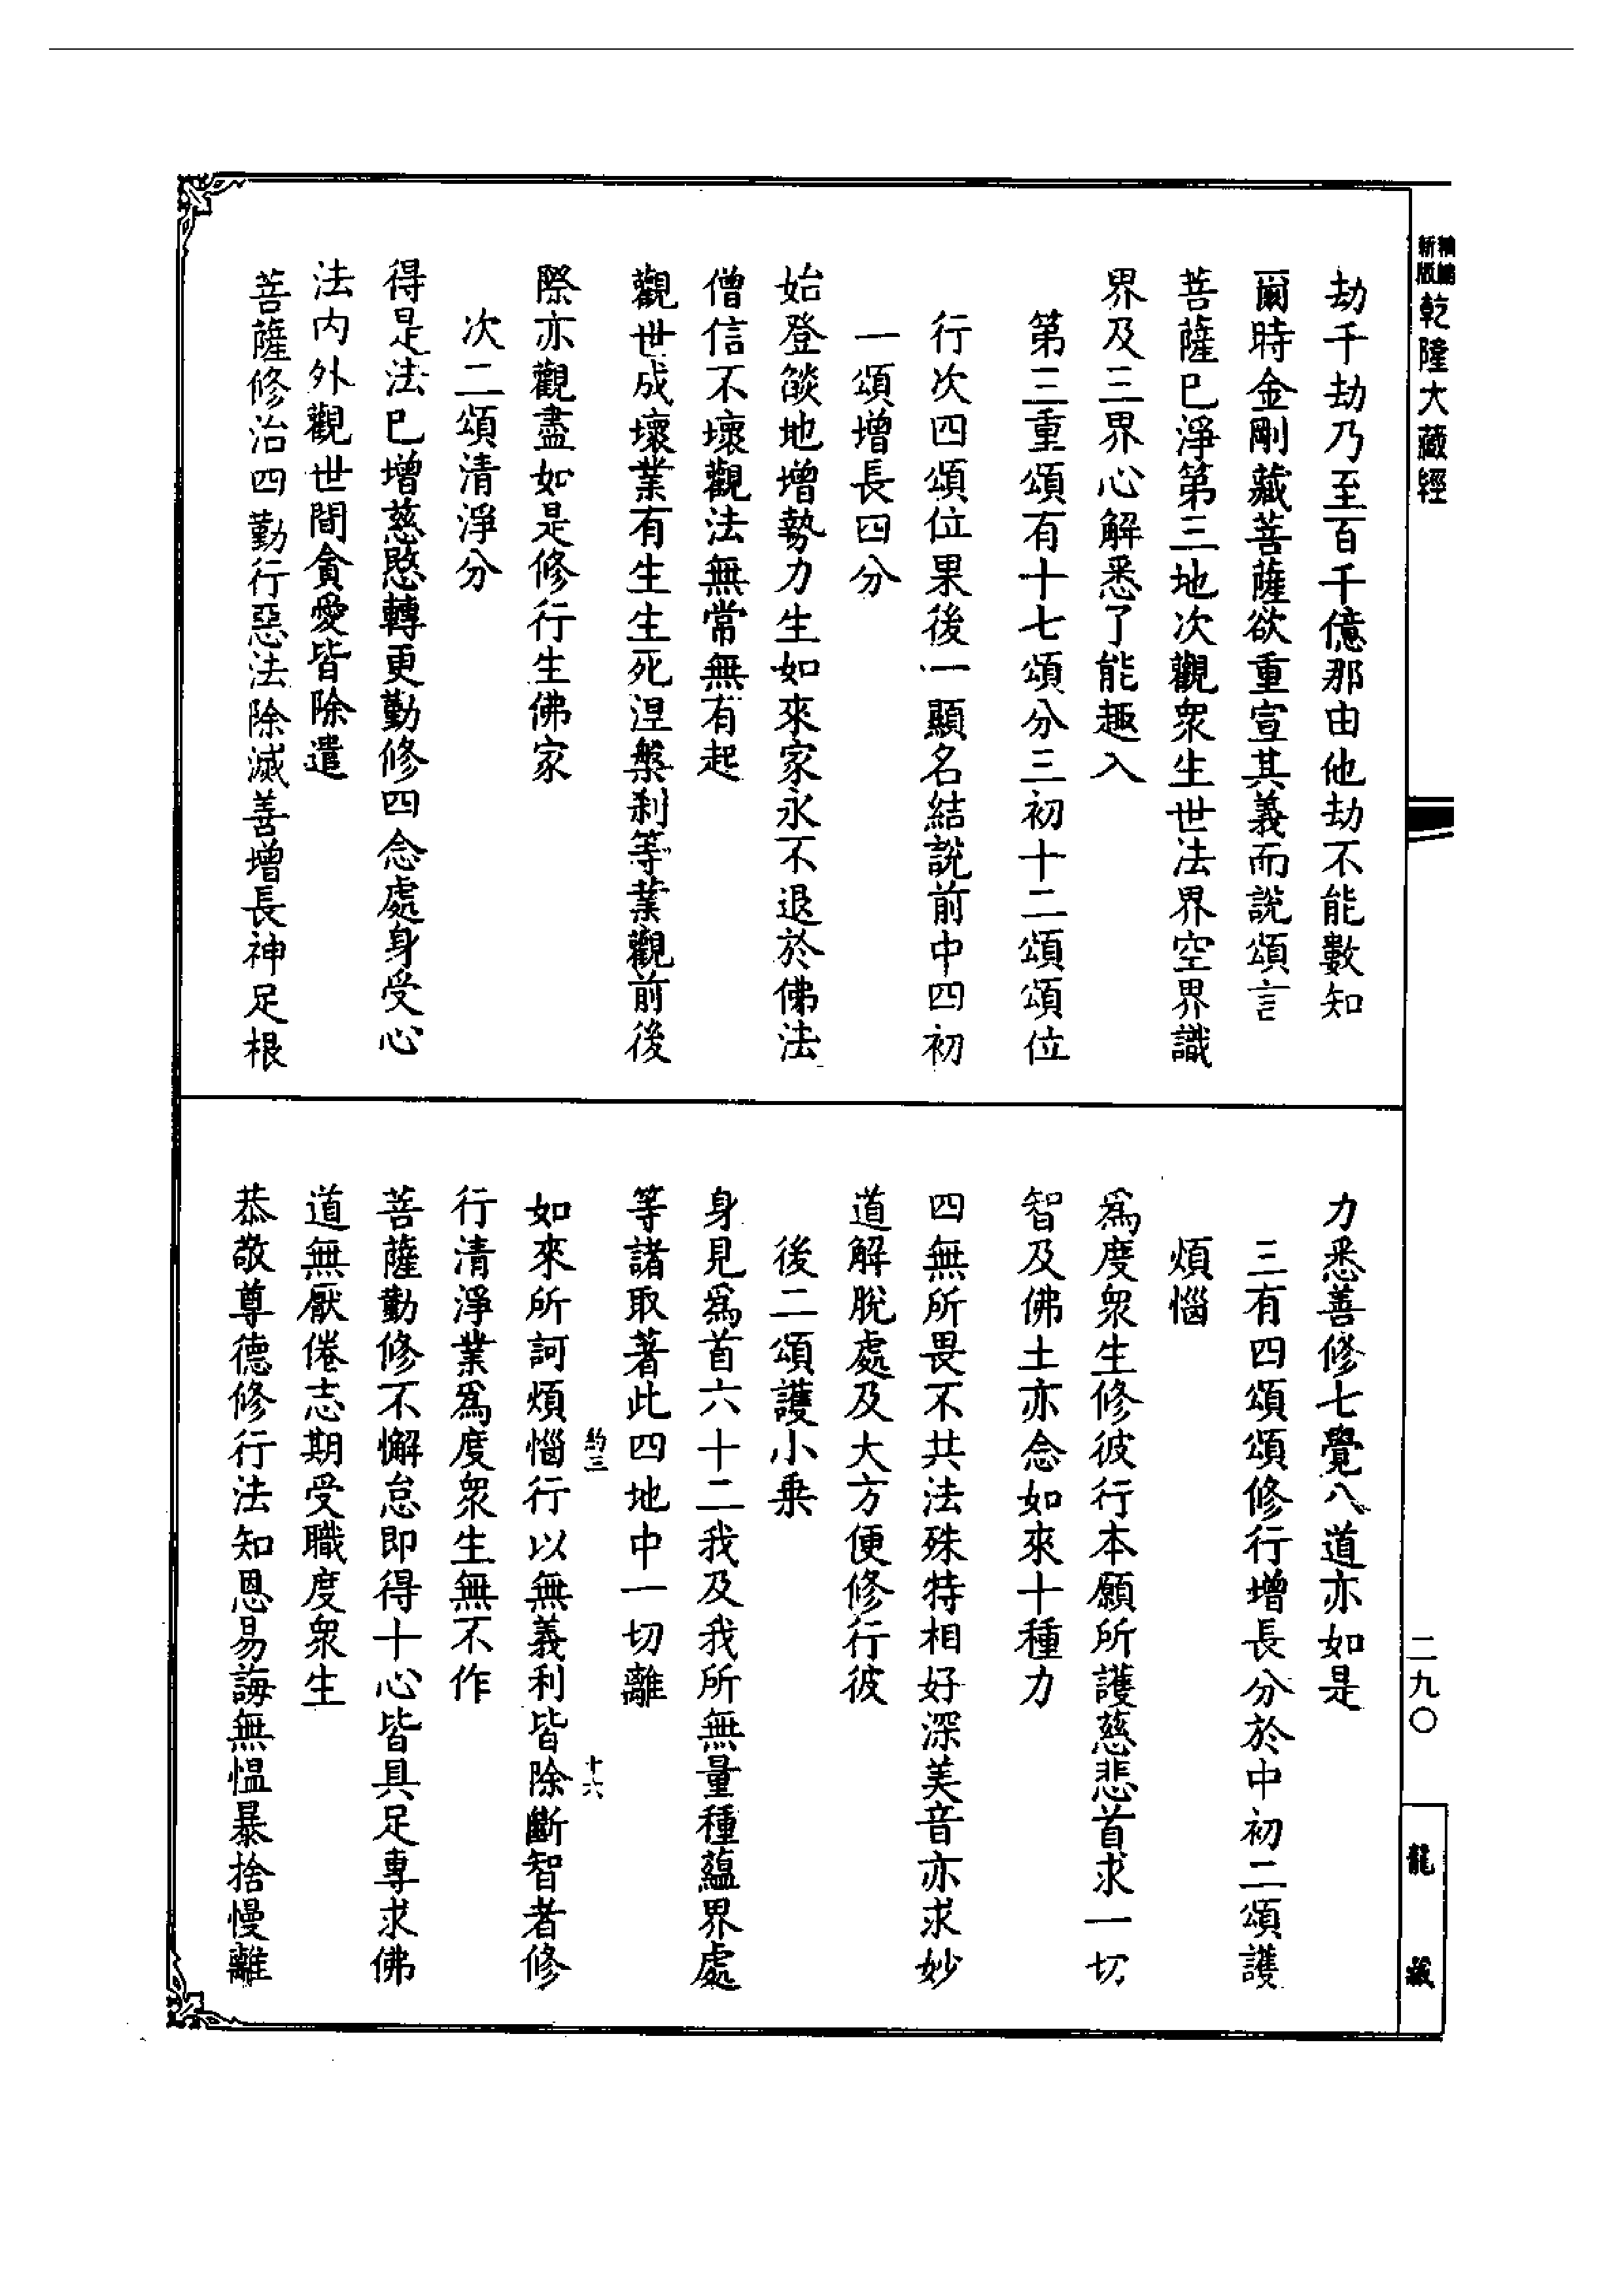 新版 精縮 乾隆大藏經
劫千劫乃至百千億那由他劫不能數知
爾時金剛藏菩薩欲重宣其義而說頌言
菩薩已淨第三地次觀衆生世法界空界識
界及三界心解悉了能趣入
第三重頌有十七頌分三初十二頌頌位
行次四頌位果後一顯名結說前中四初
一頌增長四分
始登燄地增勢力生如來家永不退於佛法
僧信不壞觀法無常無有起
觀世成壞業有生生死涅槃刹等業觀前後
際亦觀盡如是修行生佛家
次二頌清淨分
得是法已增慈愍轉更勤修四念處身受心
法内外觀世間貪愛皆除遣
菩薩修治四勤行惡法除滅善增長神足根
力悉善修七覺八道亦如是
三有四頌頌修行增長分於中初二頌護
煩惱
爲度衆生修彼行本願所護慈悲首求一切
智及佛土亦念如來十種力
四無所畏不共法殊特相好深美音亦求妙
道解脫處及大方便修行彼
後二頌護小乗
身見爲首六十二我及我所無量種蘊界處
等諸取著此四地中一切離
約三 十六
如來所訶煩惱行以無義利皆除斷智者修
行清淨業爲度衆生無不作
菩薩勤修不懈怠即得十心皆具足專求佛
道無厭倦志期受職度衆生
恭敬尊德修行法知恩易誨無慍暴捨慢離
二九〇
龍藏